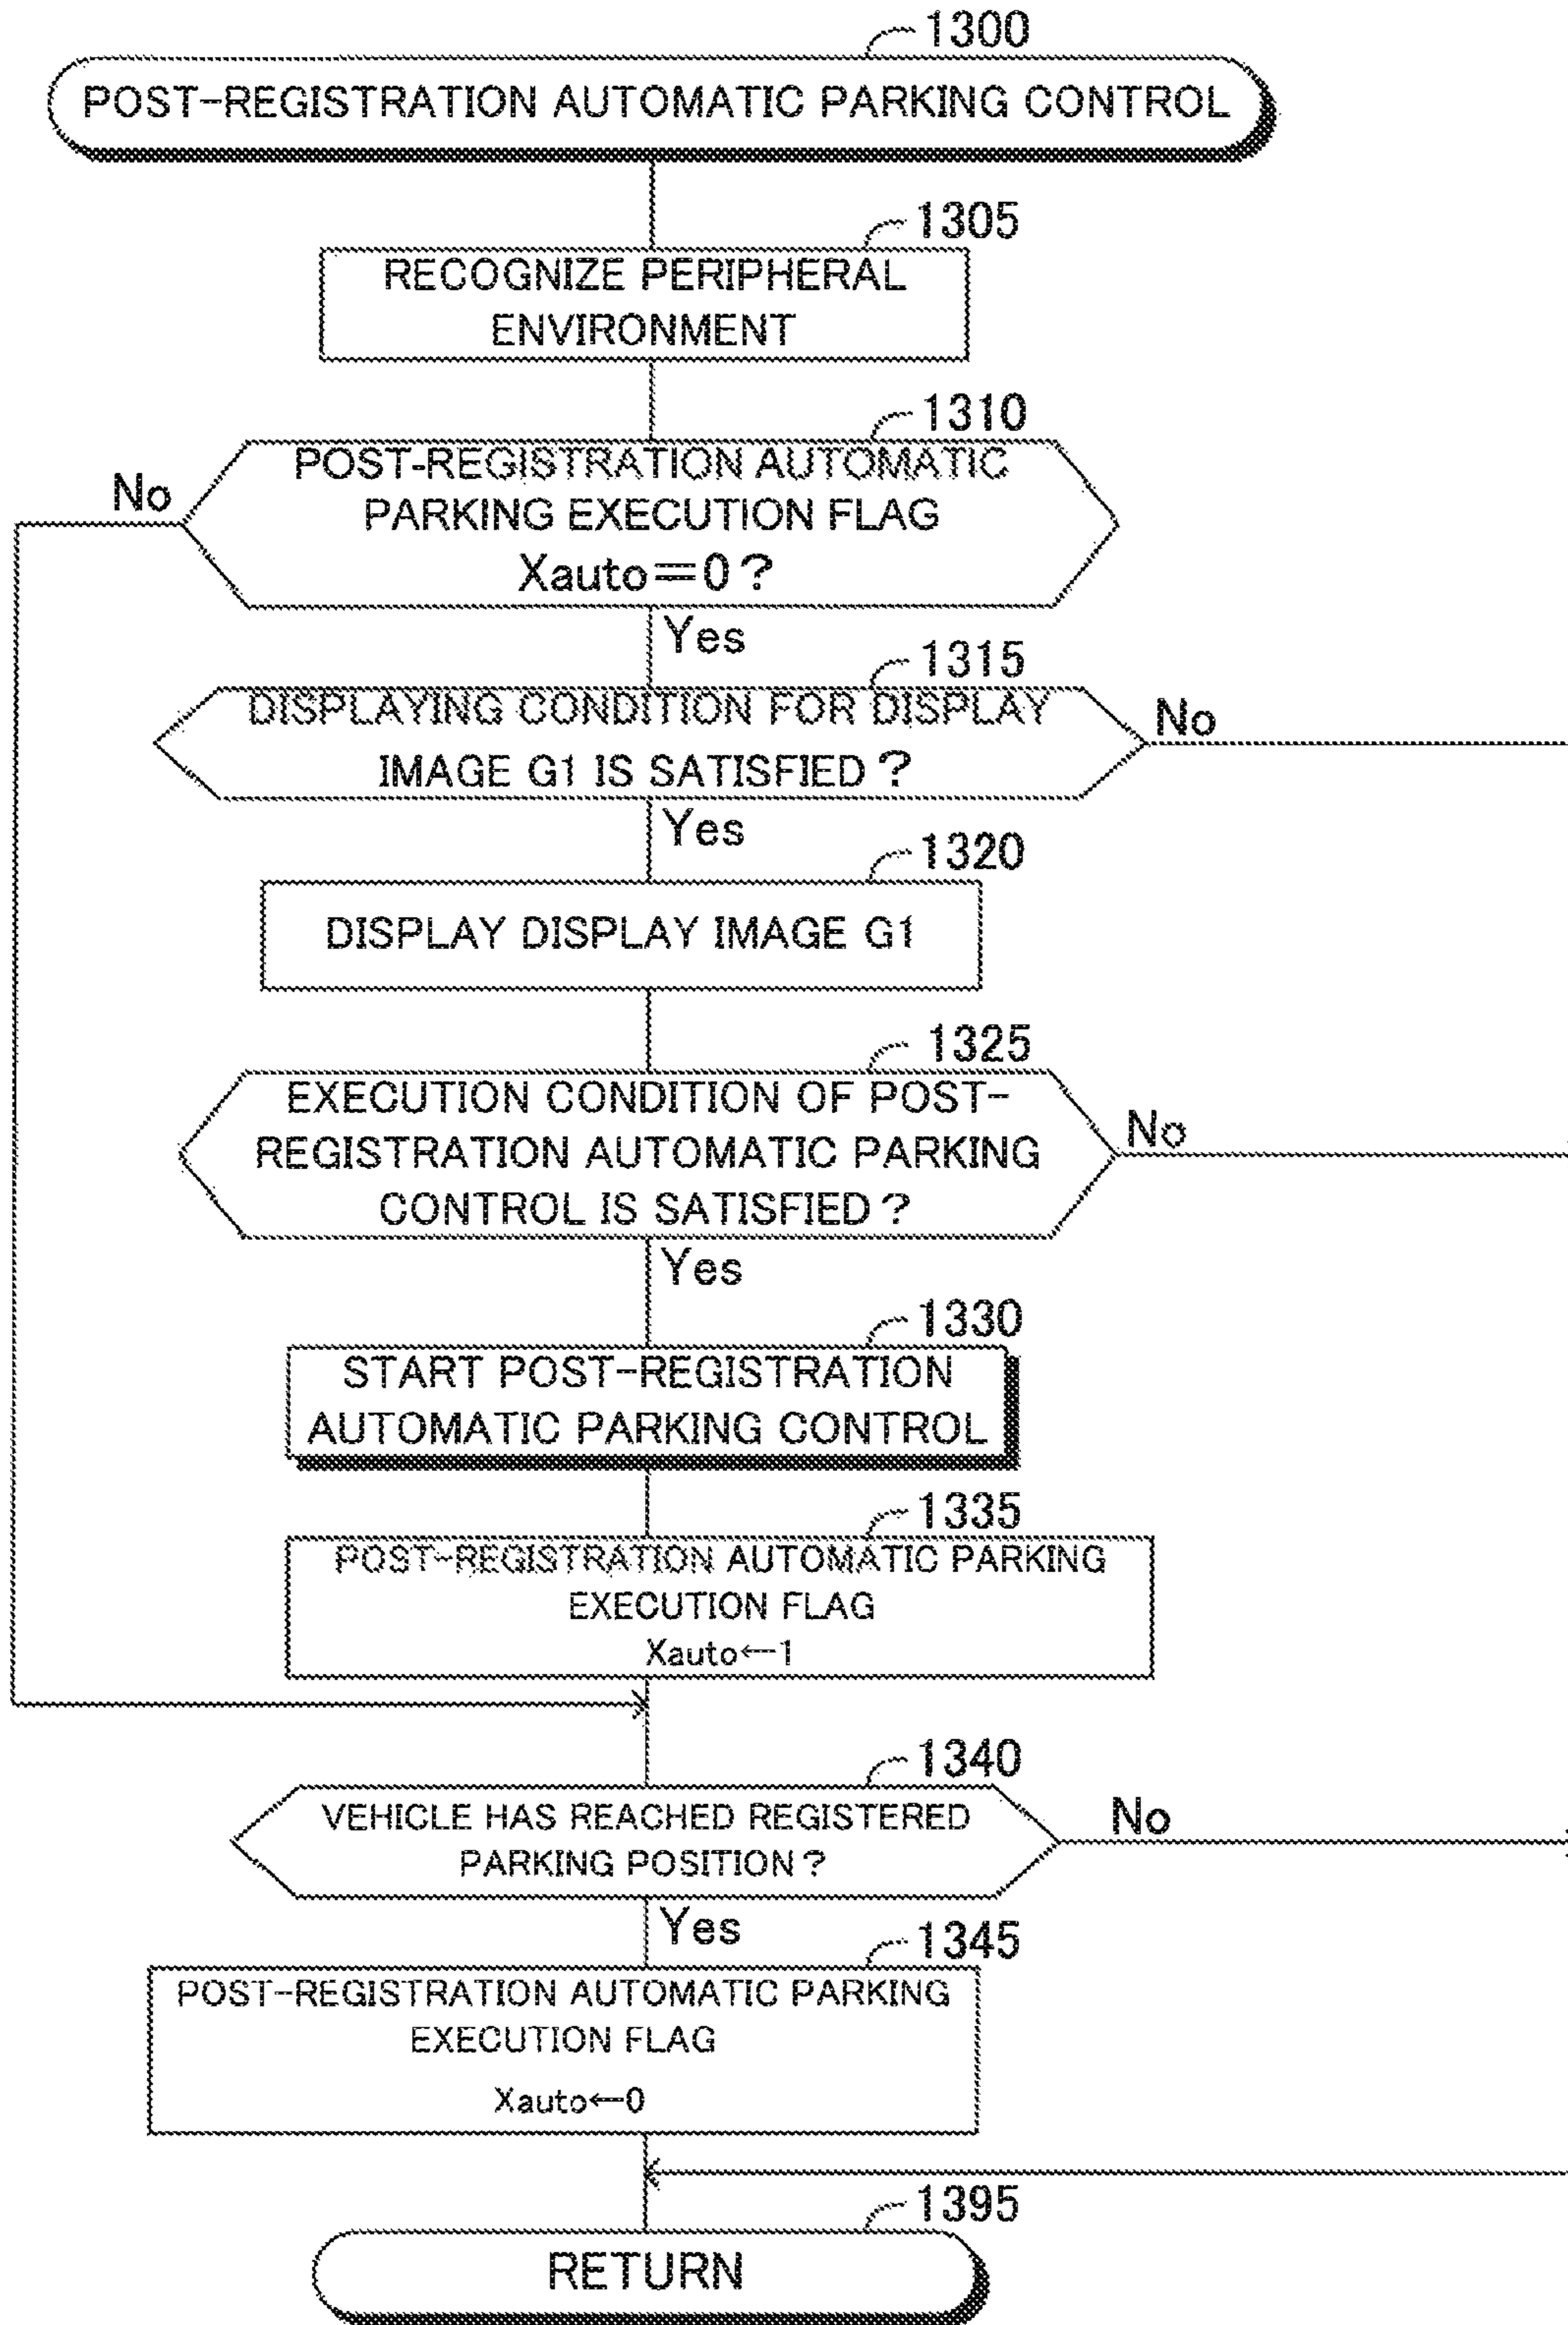 1300
POST-REGISTRATION AUTOMATIC PARKING CONTROL
1305
RECOGNIZE PERIPHERAL
ENVIRONMENT
1310
POST-REGISTRATION AUTOMATIC
PARKING EXECUTION FLAG
Xauto=0?
No
Yes
1315
DISPLAYING CONDITION FOR DISPLAY
IMAGE G1 IS SATISFIED?
No
Yes
1320
DISPLAY DISPLAY IMAGE G1
1325
EXECUTION CONDITION OF POST-
REGISTRATION AUTOMATIC PARKING
CONTROL IS SATISFIED?
No
Yes
1330
START POST-REGISTRATION
AUTOMATIC PARKING CONTROL
1335
POST-REGISTRATION AUTOMATIC PARKING
EXECUTION FLAG
Xauto←1
1340
VEHICLE HAS REACHED REGISTERED
PARKING POSITION?
No
Yes
1345
POST-REGISTRATION AUTOMATIC PARKING
EXECUTION FLAG
Xauto←0
1395
RETURN